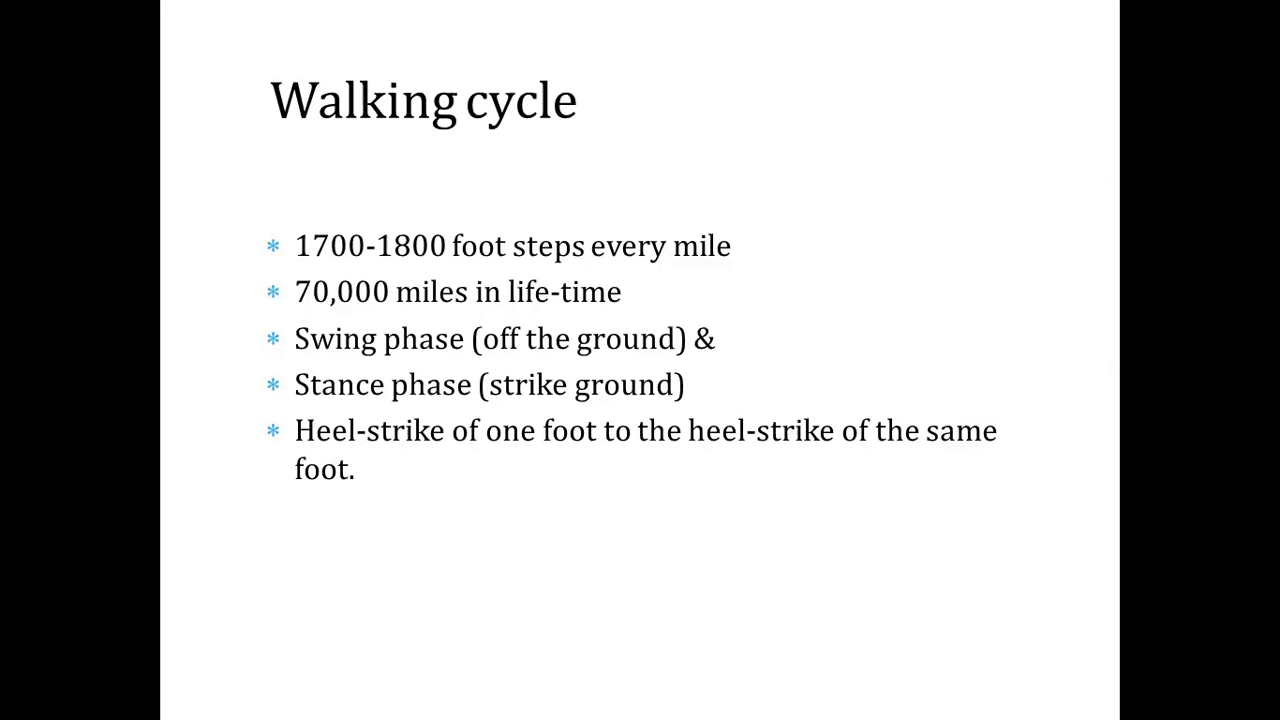 Walking cycle
* 1700-1800 foot steps every mile
* 70,000 miles in life-time
* Swing phase (off the ground) &
* Stance phase (strike ground)
* Heel-strike of one foot to the heel-strike of the same
foot.